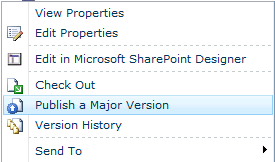 View Properties
Edit Properties
Edit in Microsoft SharePoint Designer
Check Out
Publish a Major Version
Version History
Send To